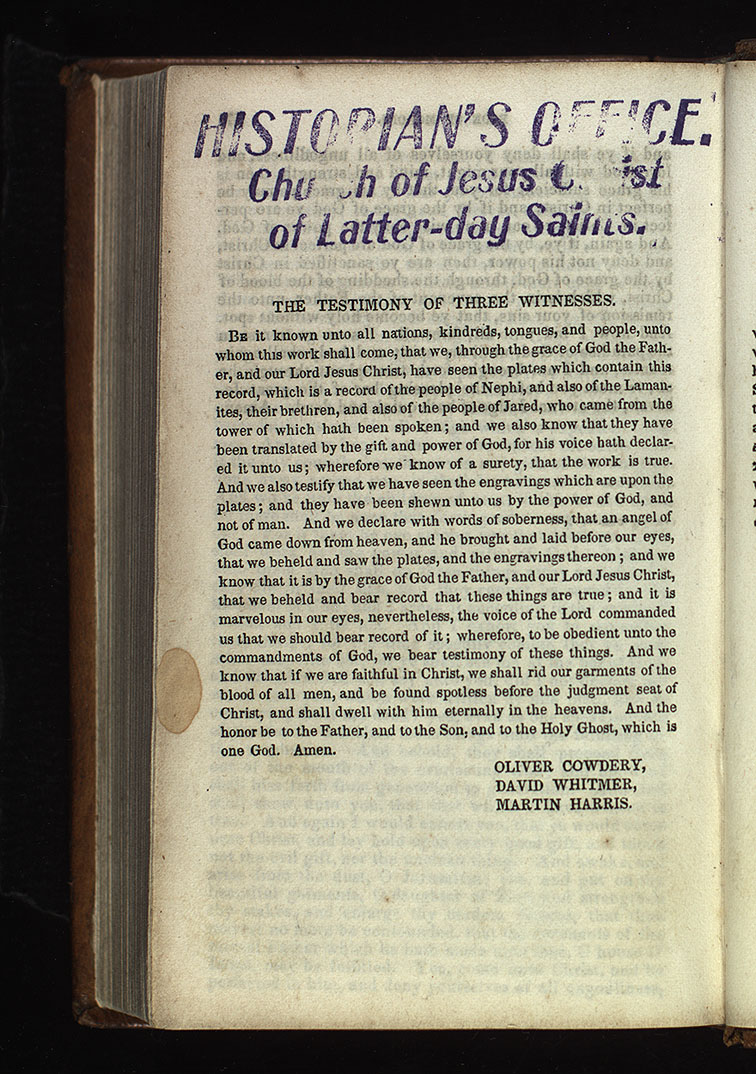 HISTORIAN'S OFFICE.
Church of Jesus Christ
of Latter-day Saints.
THE TESTIMONY OF THREE WITNESSES.
BE it known unto all nations, kindreds, tongues, and people, unto
whom this work shall come, that we, through the grace of God the Fath-
er, and our Lord Jesus Christ, have seen the plates which contain this
record, which is a record of the people of Nephi, and also of the Laman-
ites, their brethren, and also of the people of Jared, who came from the
tower of which hath been spoken; and we also know that they have
been translated by the gift and power of God, for his voice hath declar-
ed it unto us; wherefore we know of a surety, that the work is true.
And we also testify that we have seen the engravings which are upon the
plates; and they have been shewn unto us by the power of God, and
not of man. And we declare with words of soberness, that an angel of
God came down from heaven, and he brought and laid before our eyes,
that we beheld and saw the plates, and the engravings thereon; and we
know that it is by the grace of God the Father, and our Lord Jesus Christ,
that we beheld and bear record that these things are true; and it is
marvelous in our eyes, nevertheless, the voice of the Lord commanded
us that we should bear record of it; wherefore, to be obedient unto the
commandments of God, we bear testimony of these things. And we
know that if we are faithful in Christ, we shall rid our garments of the
blood of all men, and be found spotless before the judgment seat of
Christ, and shall dwell with him eternally in the heavens. And the
honor be to the Father, and to the Son, and to the Holy Ghost, which is
one God. Amen.
OLIVER COWDERY,
DAVID WHITMER,
MARTIN HARRIS.